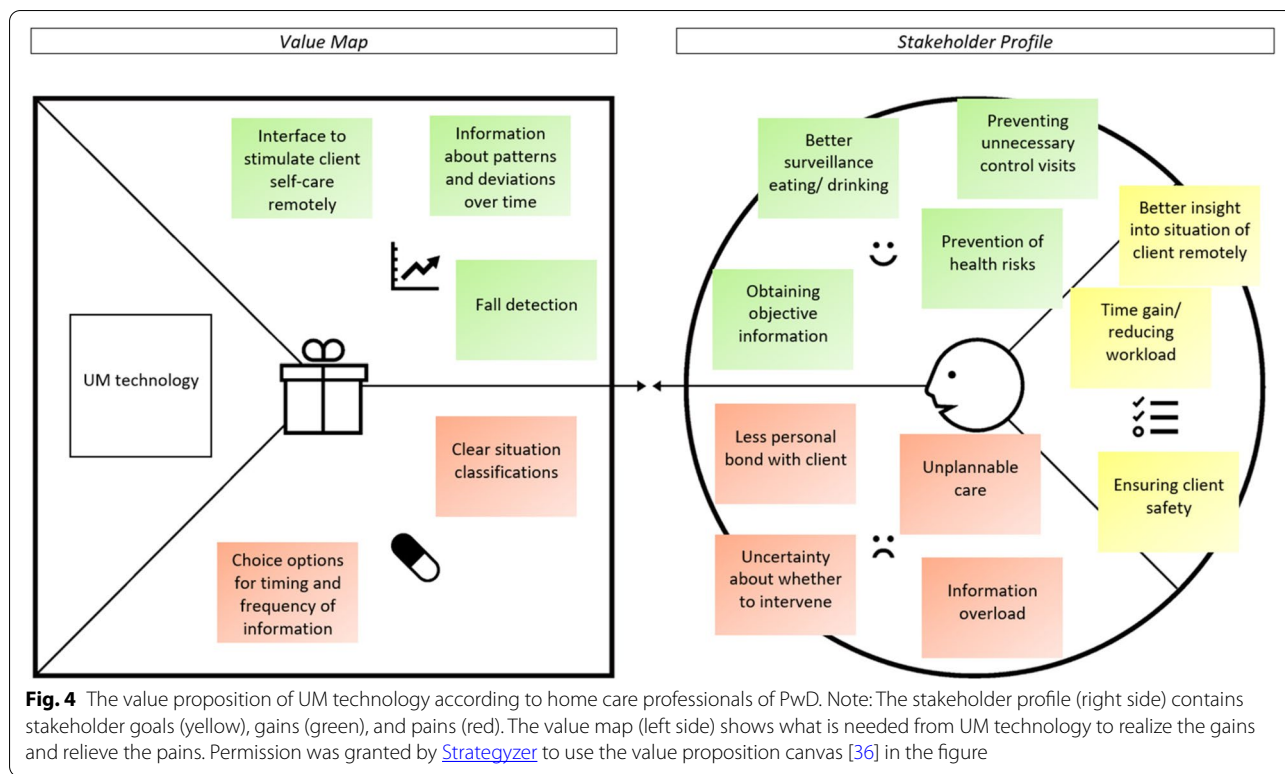 Value Map
Stakeholder Profile
Interface to
stimulate client
self-care
remotely
Information
about patterns
and deviations
over time
Fall detection
UM technology
Clear situation
classifications
Choice options
for timing and
frequency of
information
Better
surveillance
eating/ drinking
Preventing
unnecessary
control visits
Better insight
into situation of
client remotely
Prevention of
health risks
Obtaining
objective
information
Time gain/
reducing
workload
Less personal
bond with client
Unplannable
care
Ensuring client
safety
Uncertainty
about whether
to intervene
Information
overload
Fig. 4 The value proposition of UM technology according to home care professionals of PwD. Note: The stakeholder profile (right side) contains
stakeholder goals (yellow), gains (green), and pains (red). The value map (left side) shows what is needed from UM technology to realize the gains
and relieve the pains. Permission was granted by Strategyzer to use the value proposition canvas [36] in the figure